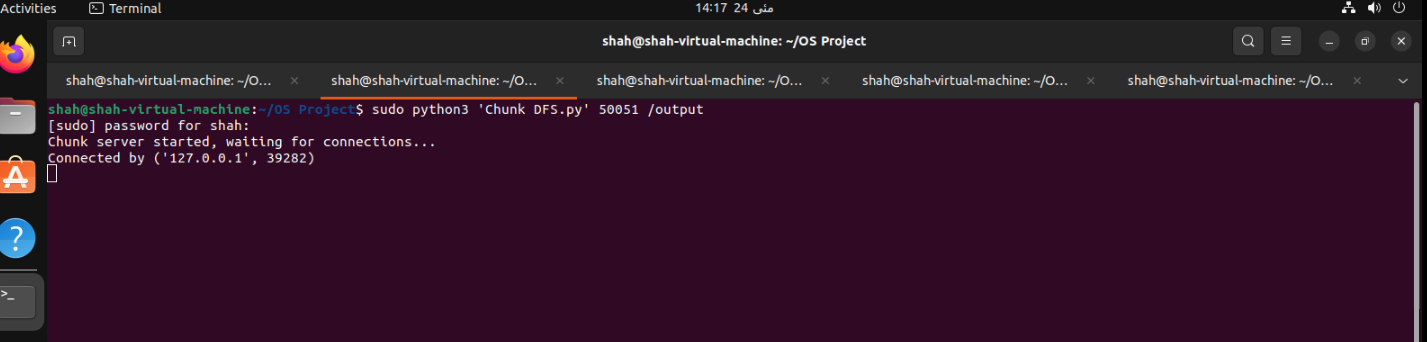 Activities
Terminal
14:17 24 مئی
shah@shah-virtual-machine: ~/OS Project
shah@shah-virtual-machine: ~/O...
shah@shah-virtual-machine: ~/O...
shah@shah-virtual-machine: ~/O...
shah@shah-virtual-machine: ~/O...
shah@shah-virtual-machine: ~/O...
shah@shah-virtual-machine:~/OS Project$ sudo python3 'Chunk DFS.py' 50051 /output
[sudo] password for shah:
Chunk server started, waiting for connections...
Connected by ('127.0.0.1', 39282)